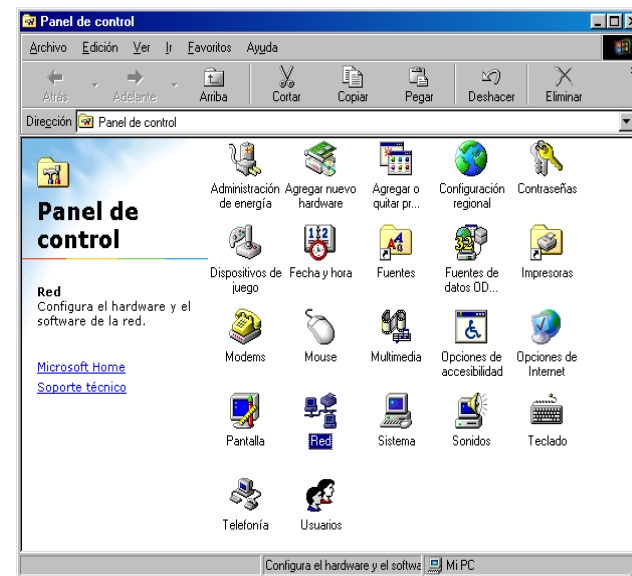 Panel de control
Archivo Edición Ver Ir Favoritos Ayuda
Atrás Adelante Arriba Cortar Copiar Pegar Deshacer Eliminar
Dirección Panel de control
Panel de
control
Red
Configura el hardware y el
software de la red.
Microsoft Home
Soporte técnico
Administración
de energía
Agregar nuevo
hardware
Agregar o
quitar pr...
Configuración
regional
Contraseñas
Dispositivos de
juego
Fecha y hora
Fuentes
Fuentes de
datos OD...
Impresoras
Modems
Mouse
Multimedia
Opciones de
accesibilidad
Opciones de
Internet
Pantalla
Red
Sistema
Sonidos
Teclado
Telefonía
Usuarios
Configura el hardware y el softwa Mi PC